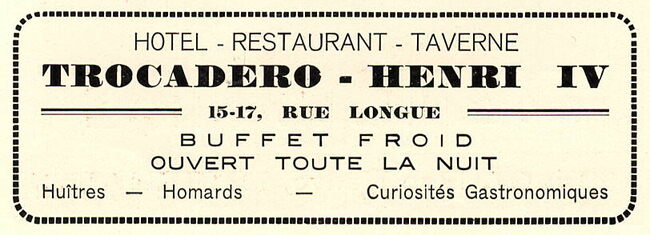 HOTEL - RESTAURANT - TAVERNE
TROCADERO - HENRI IV
15-17, RUE LONGUE
BUFFET FROID
OUVERT TOUTE LA NUIT
Huîtres — Homards — Curiosités Gastronomiques